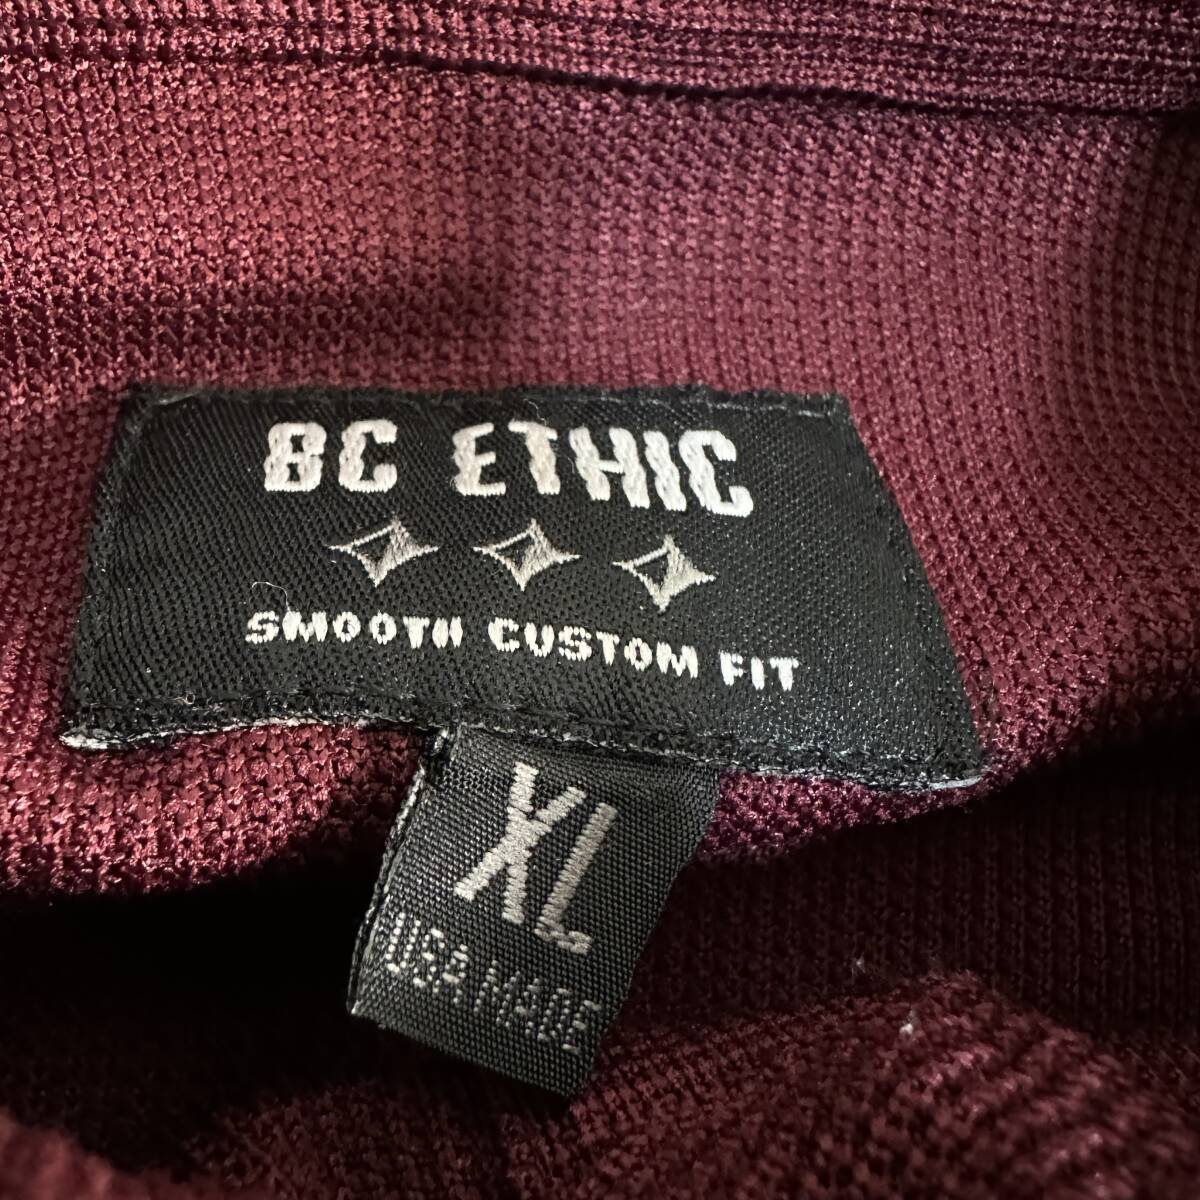 BC ETHIC
SMOOTH CUSTOM FIT
XL
USA MADE